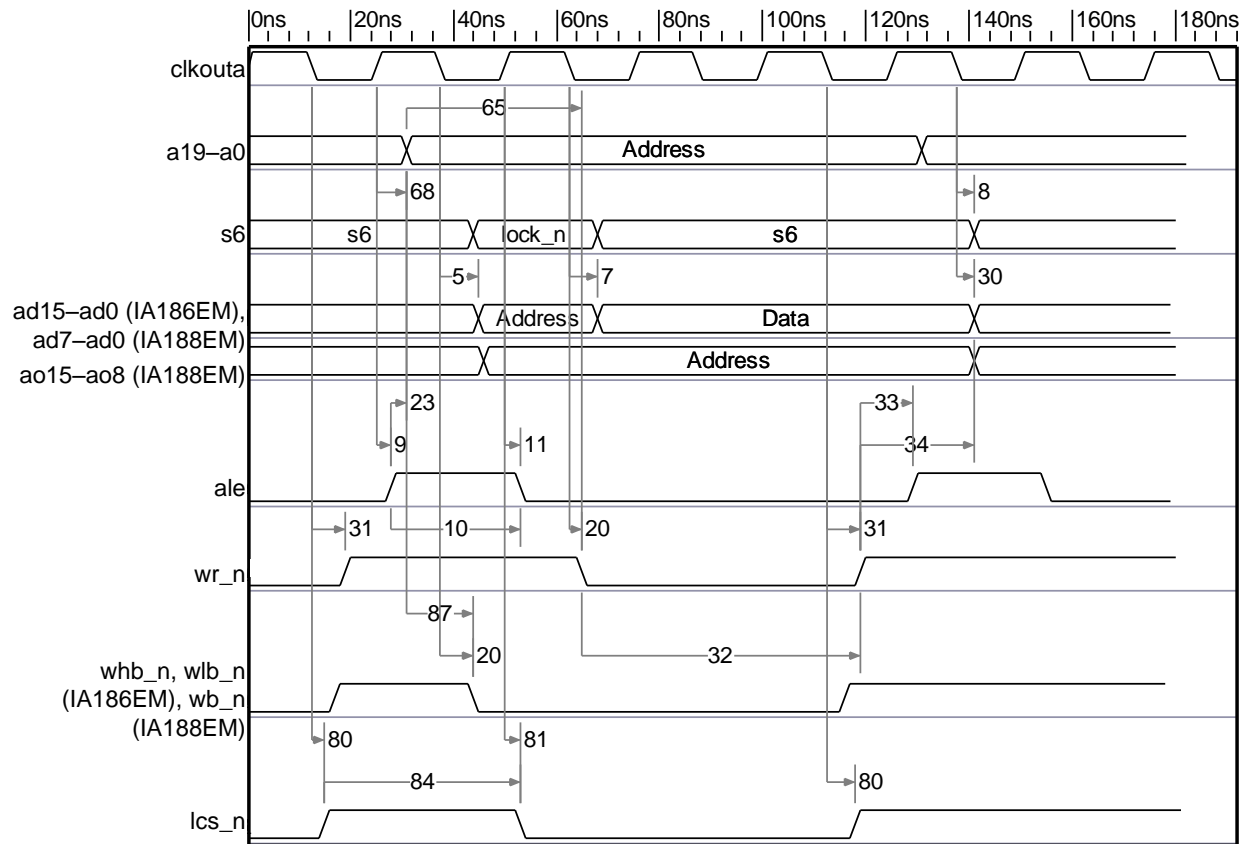 0ns 20ns 40ns 60ns 80ns 100ns 120ns 140ns 160ns 180ns
clkouta
65
a19–a0 Address
68 8
s6 s6 lock_n s6
5 7 30
ad15–ad0 (IA186EM), Address Data
ad7–ad0 (IA188EM)
ao15–ao8 (IA188EM) Address
23 33
9 11 34
ale
31 10 20 31
wr_n
87
20 32
whb_n, wlb_n
(IA186EM), wb_n
(IA188EM)
80 81
84 80
lcs_n